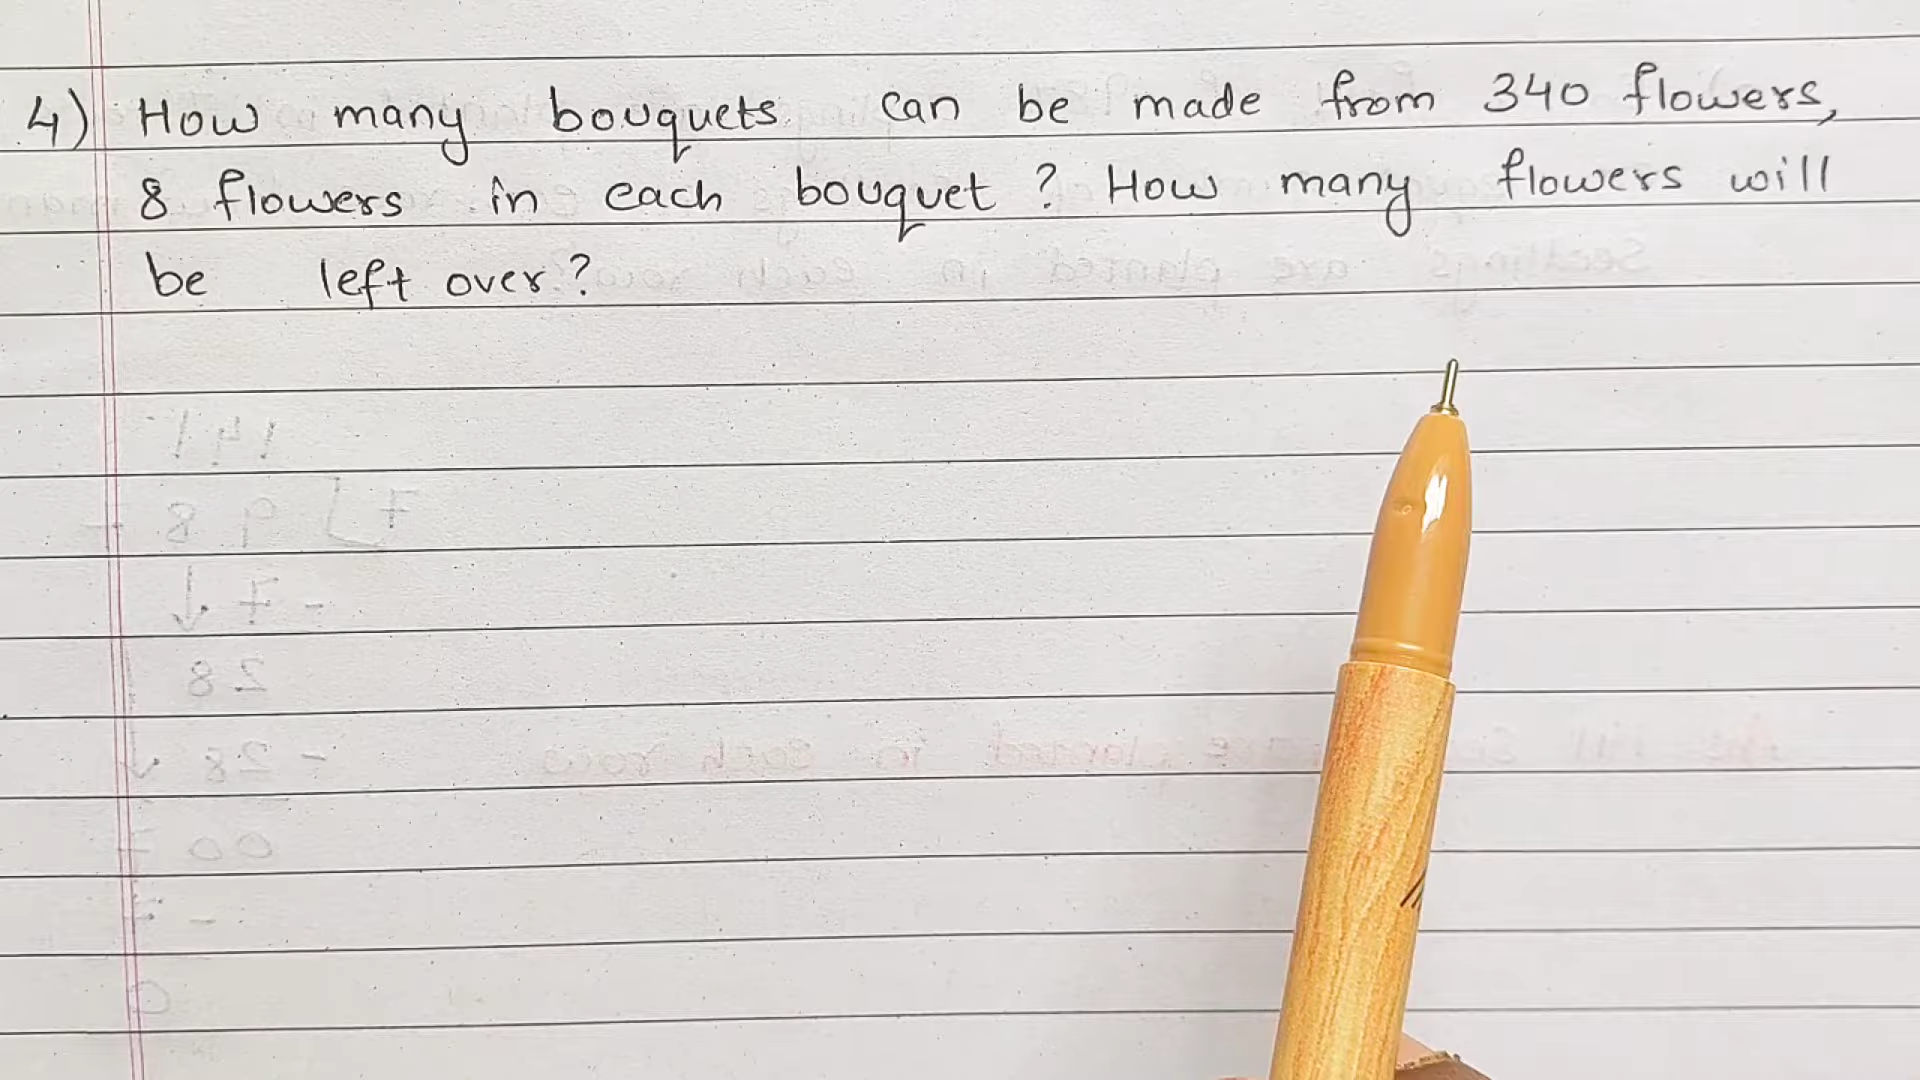 4) How many bouquets can be made from 340 flowers,
8 flowers in each bouquet ? How many flowers will
be left over?